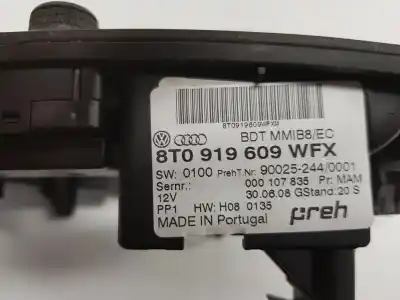 8T0919609WFXM
BDT MMIB8/EC
8T0 919 609 WFX
SW: 0100 PrehT.Nr: 90025-244/0001
Sernr.: 000 107 835 Pr: MAM
12V 30.06.08 GStand: 20 S
PP1 HW: H08 0135
MADE IN Portugal preh